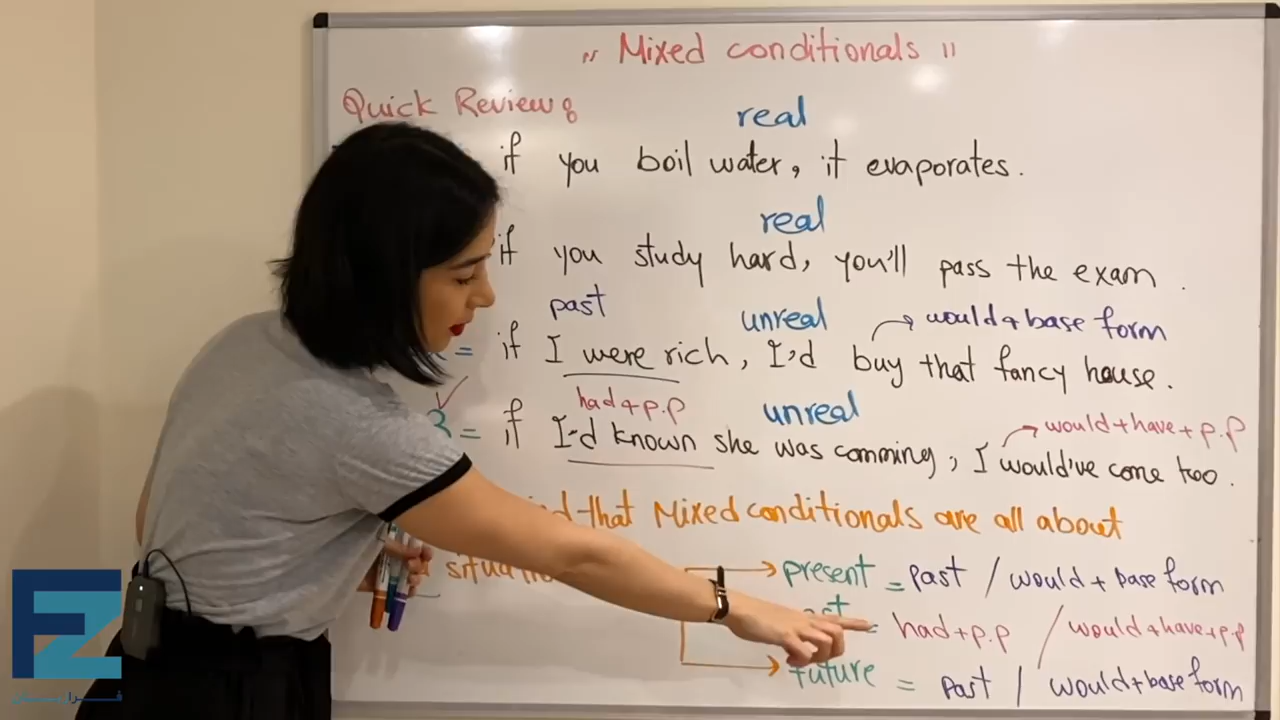 " Mixed conditionals "
Quick Review :
real
if you boil water, it evaporates.
real
if you study hard, you'll pass the exam .
past unreal would + base form
= if I were rich, I'd buy that fancy house.
had + p.p unreal would + have + p.p
3 = if I'd known she was comming, I would've come too.
that Mixed conditionals are all about
present = past / would + base form
= had + p.p / would + have + p.p
future = past / would + base form
FZ